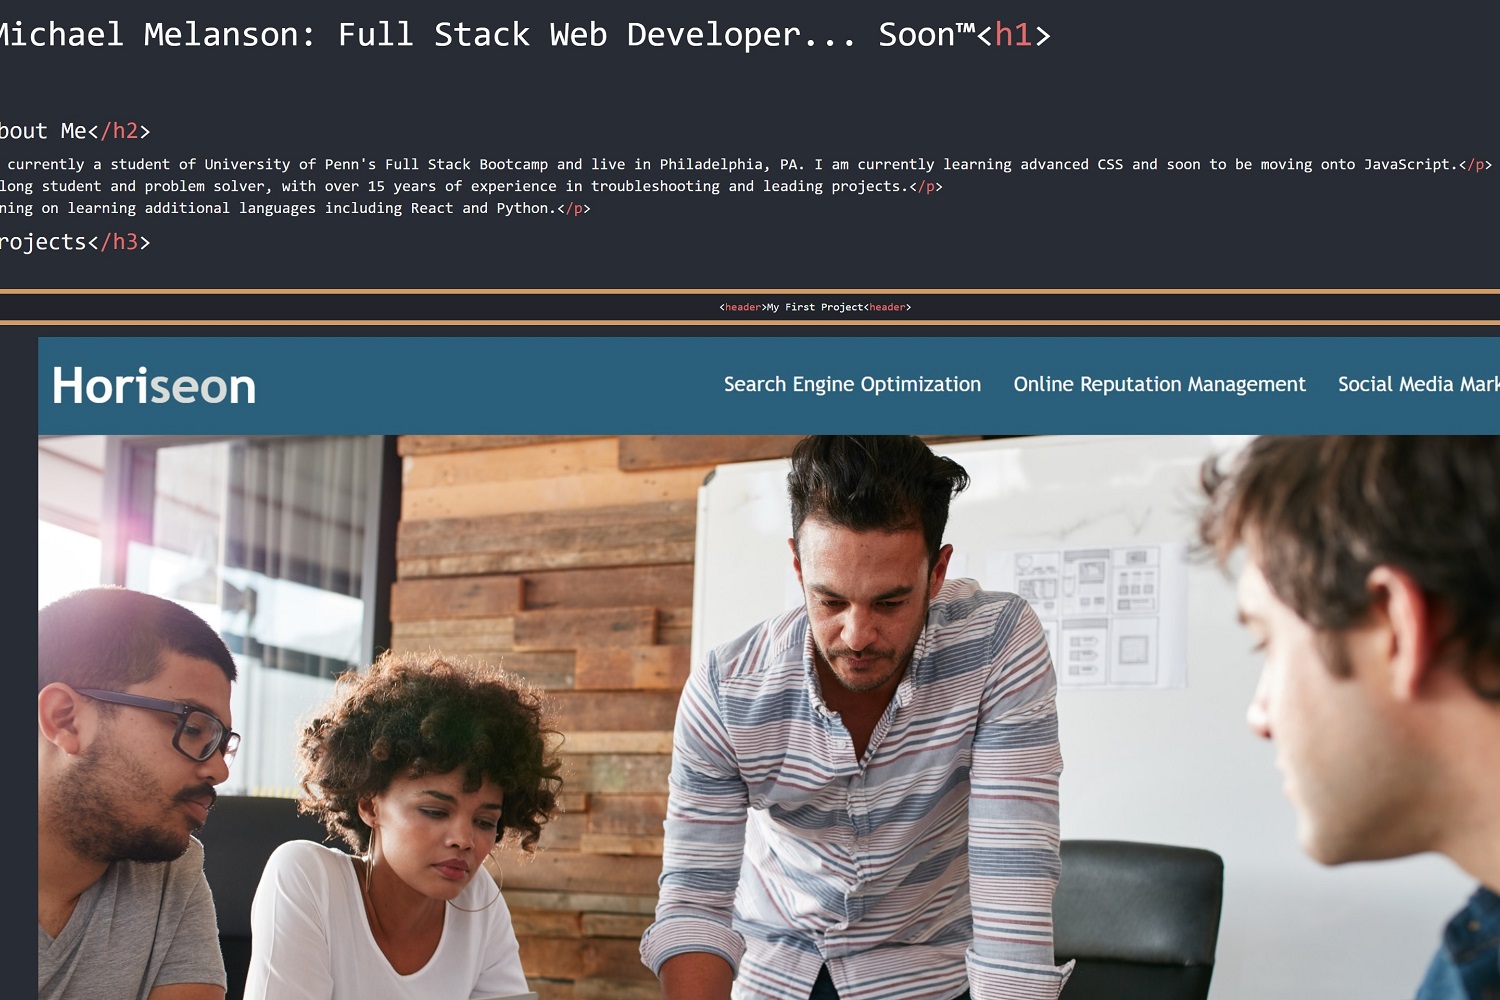 Michael Melanson: Full Stack Web Developer... Soon™<h1>
bout Me</h2>
currently a student of University of Penn's Full Stack Bootcamp and live in Philadelphia, PA. I am currently learning advanced CSS and soon to be moving onto JavaScript.</p>
long student and problem solver, with over 15 years of experience in troubleshooting and leading projects.</p>
ning on learning additional languages including React and Python.</p>
rojects</h3>
<header>My First Project<header>
Horiseon
Search Engine Optimization Online Reputation Management Social Media Mark